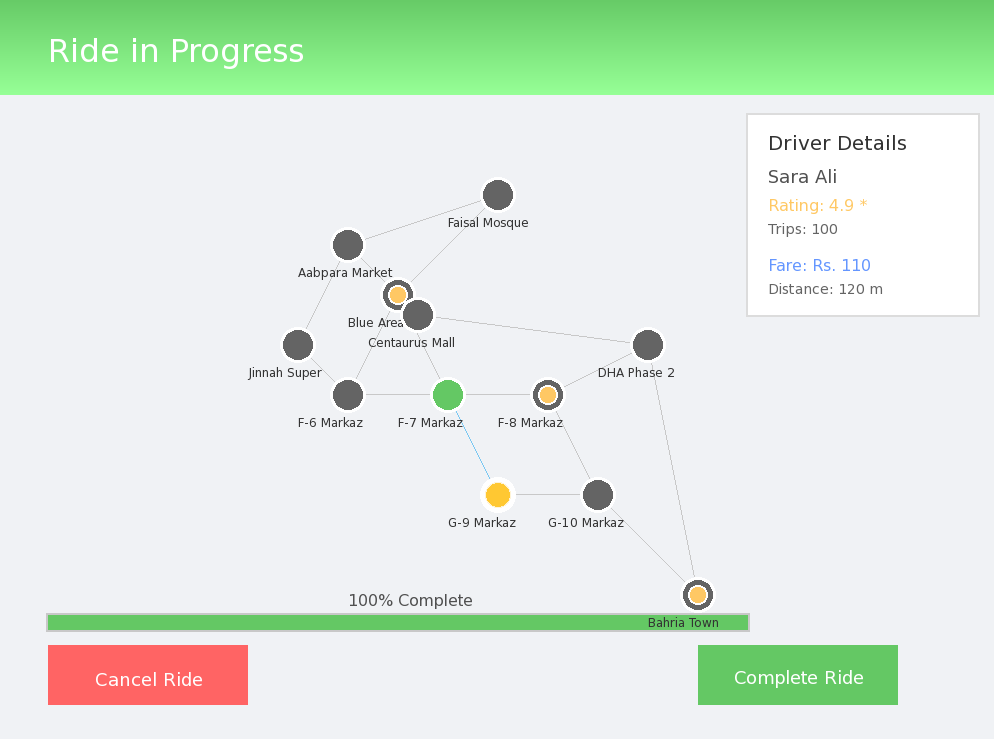 Ride in Progress
Driver Details
Sara Ali
Rating: 4.9 *
Trips: 100
Fare: Rs. 110
Distance: 120 m
Faisal Mosque
Aabpara Market
Blue Area
Centaurus Mall
Jinnah Super
DHA Phase 2
F-6 Markaz
F-7 Markaz
F-8 Markaz
G-9 Markaz
G-10 Markaz
100% Complete
Bahria Town
Cancel Ride
Complete Ride